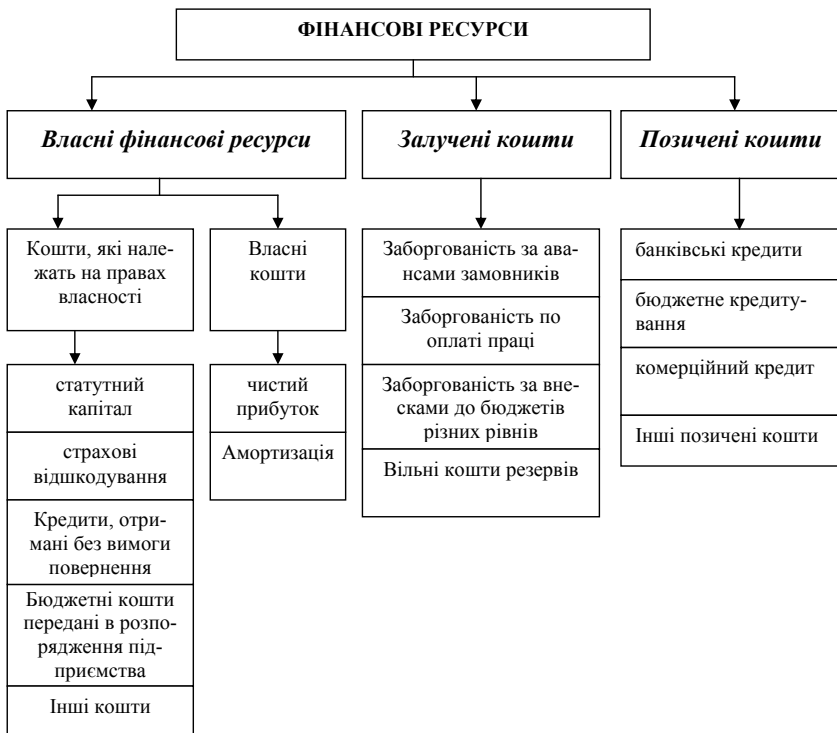 ФІНАНСОВІ РЕСУРСИ
Власні фінансові ресурси
Залучені кошти
Позичені кошти
Кошти, які нале-
жать на правах
власності
Власні
кошти
Заборгованість за ава-
нсами замовників
Заборгованість по
оплаті праці
Заборгованість за вне-
сками до бюджетів
різних рівнів
Вільні кошти резервів
банківські кредити
бюджетне кредиту-
вання
комерційний кредит
Інші позичені кошти
статутний
капітал
страхові
відшкодування
Кредити, отри-
мані без вимоги
повернення
Бюджетні кошти
передані в розпо-
рядження під-
приємства
Інші кошти
чистий
прибуток
Амортизація